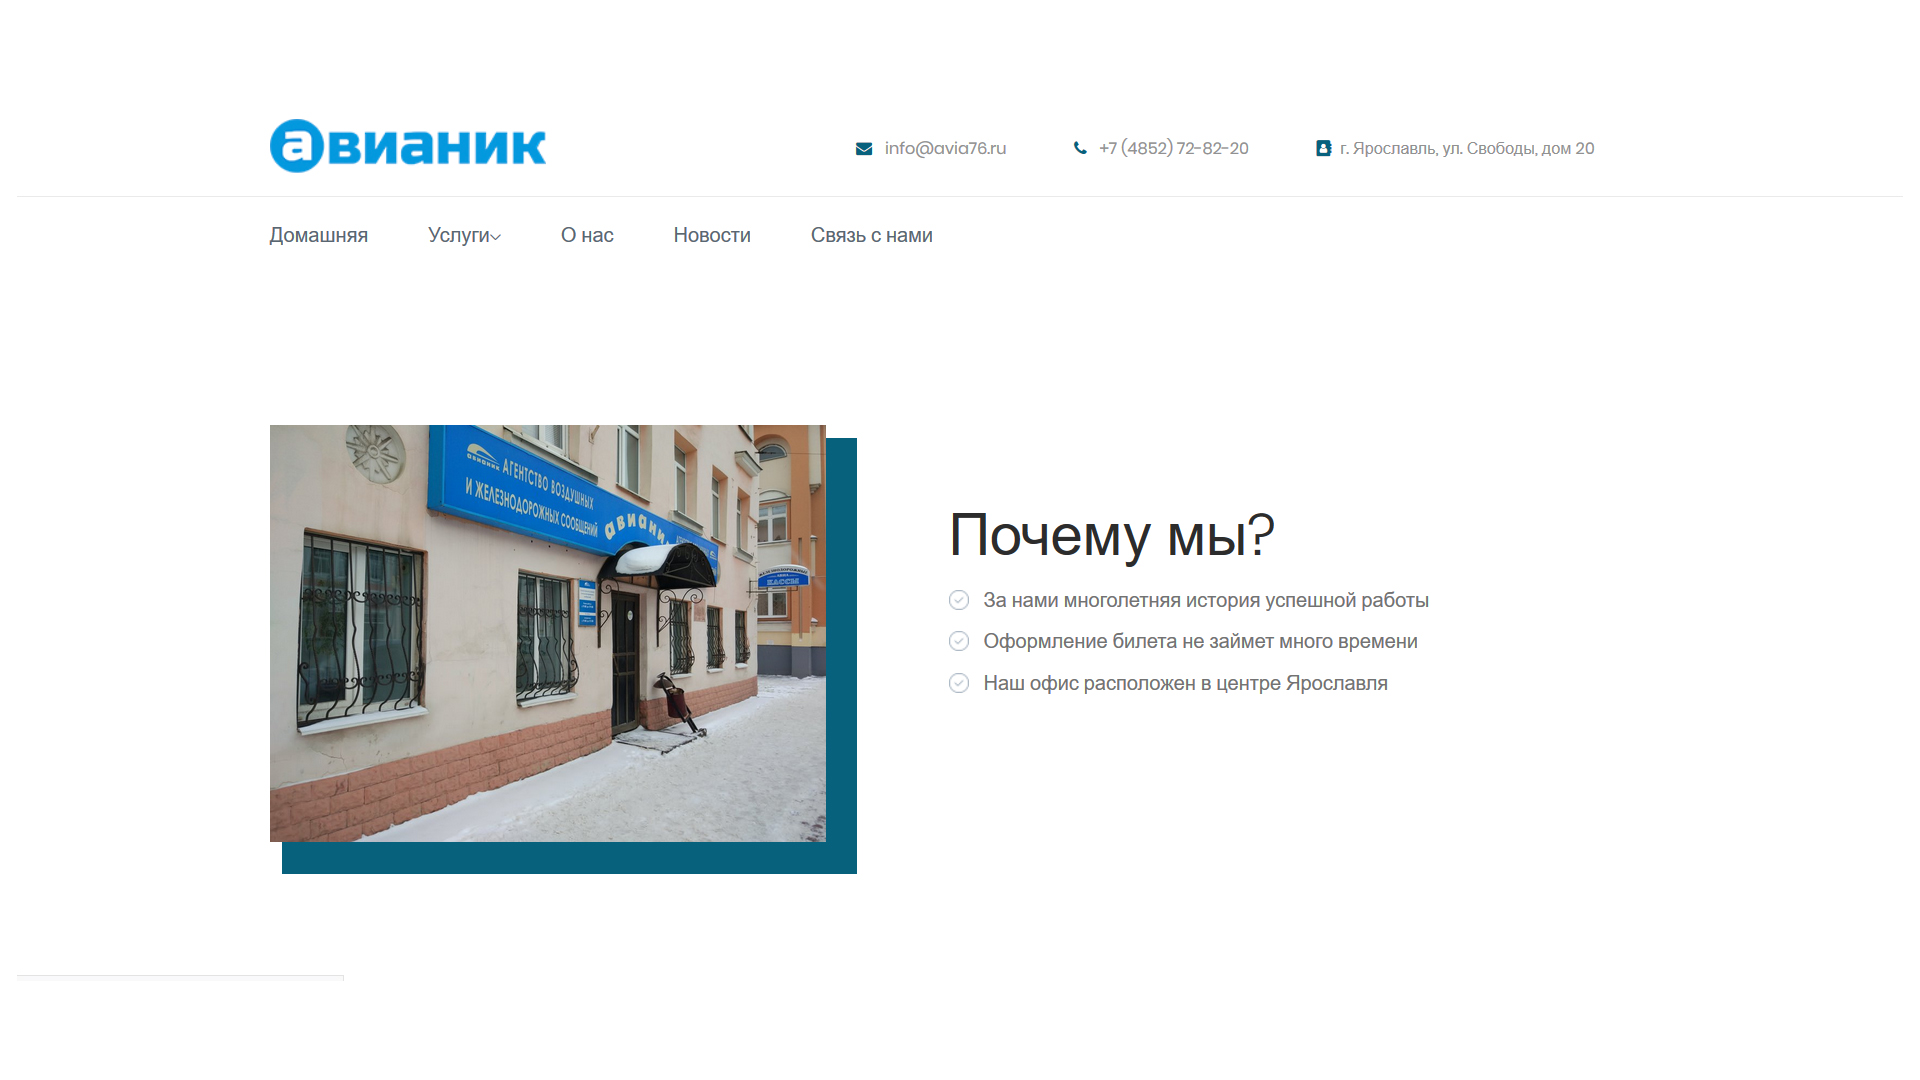 авианик
info@avia76.ru
+7 (4852) 72-82-20
г. Ярославль, ул. Свободы, дом 20
Домашняя
Услуги
О нас
Новости
Связь с нами
АВИАНИК
АГЕНТСТВО ВОЗДУШНЫХ
И ЖЕЛЕЗНОДОРОЖНЫХ СООБЩЕНИЙ
авиани
ЖЕЛЕЗНОДОРОЖНЫЕ
КАССЫ
Почему мы?
За нами многолетняя история успешной работы
Оформление билета не займет много времени
Наш офис расположен в центре Ярославля